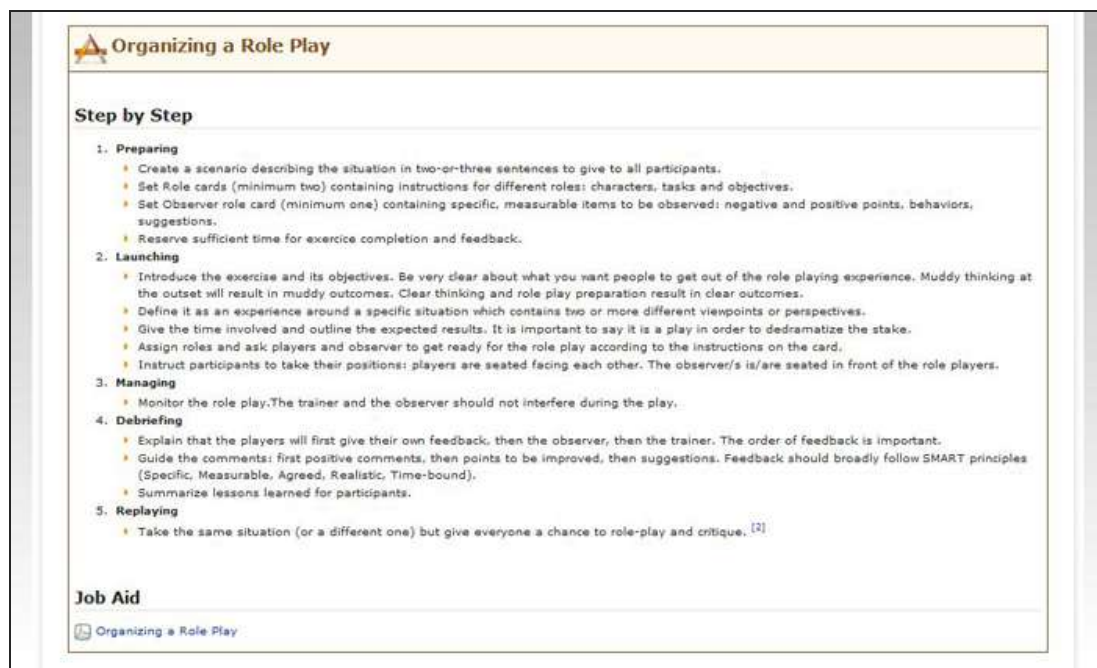 Organizing a Role Play
Step by Step
1. Preparing
Create a scenario describing the situation in two-or-three sentences to give to all participants.
Set Role cards (minimum two) containing instructions for different roles: characters, tasks and objectives.
Set Observer role card (minimum one) containing specific, measurable items to be observed: negative and positive points, behaviors,
suggestions.
Reserve sufficient time for exercice completion and feedback.
2. Launching
Introduce the exercise and its objectives. Be very clear about what you want people to get out of the role playing experience. Muddy thinking at
the outset will result in muddy outcomes. Clear thinking and role play preparation result in clear outcomes.
Define it as an experience around a specific situation which contains two or more different viewpoints or perspectives.
Give the time involved and outline the expected results. It is important to say it is a play in order to dedramatize the stake.
Assign roles and ask players and observer to get ready for the role play according to the instructions on the card.
Instruct participants to take their positions: players are seated facing each other. The observer/s is/are seated in front of the role players.
3. Managing
Monitor the role play.The trainer and the observer should not interfere during the play.
4. Debriefing
Explain that the players will first give their own feedback, then the observer, then the trainer. The order of feedback is important.
Guide the comments: first positive comments, then points to be improved, then suggestions. Feedback should broadly follow SMART principles
(Specific, Measurable, Agreed, Realistic, Time-bound).
Summarize lessons learned for participants.
5. Replaying
Take the same situation (or a different one) but give everyone a chance to role-play and critique. [2]
Job Aid
Organizing a Role Play